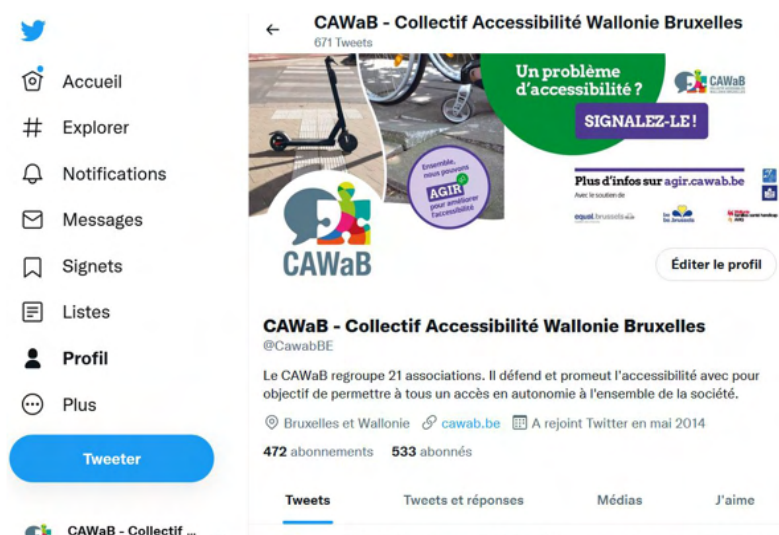 CAWaB - Collectif Accessibilité Wallonie Bruxelles
671 Tweets
Accueil
Explorer
Notifications
Messages
Signets
Listes
Profil
Plus
Tweeter
CAWaB - Collectif ...
Un problème
d'accessibilité ?
SIGNALEZ-LE !
CAWaB
Ensemble,
nous pouvons
AGIR
pour améliorer
l'accessibilité
Plus d'infos sur agir.cawab.be
Avec le soutien de
equal.brussels
CAWaB
Éditer le profil
CAWaB - Collectif Accessibilité Wallonie Bruxelles
@CawabBE
Le CAWaB regroupe 21 associations. Il défend et promeut l'accessibilité avec pour
objectif de permettre à tous un accès en autonomie à l'ensemble de la société.
Bruxelles et Wallonie cawab.be A rejoint Twitter en mai 2014
472 abonnements 533 abonnés
Tweets Tweets et réponses Médias J'aime